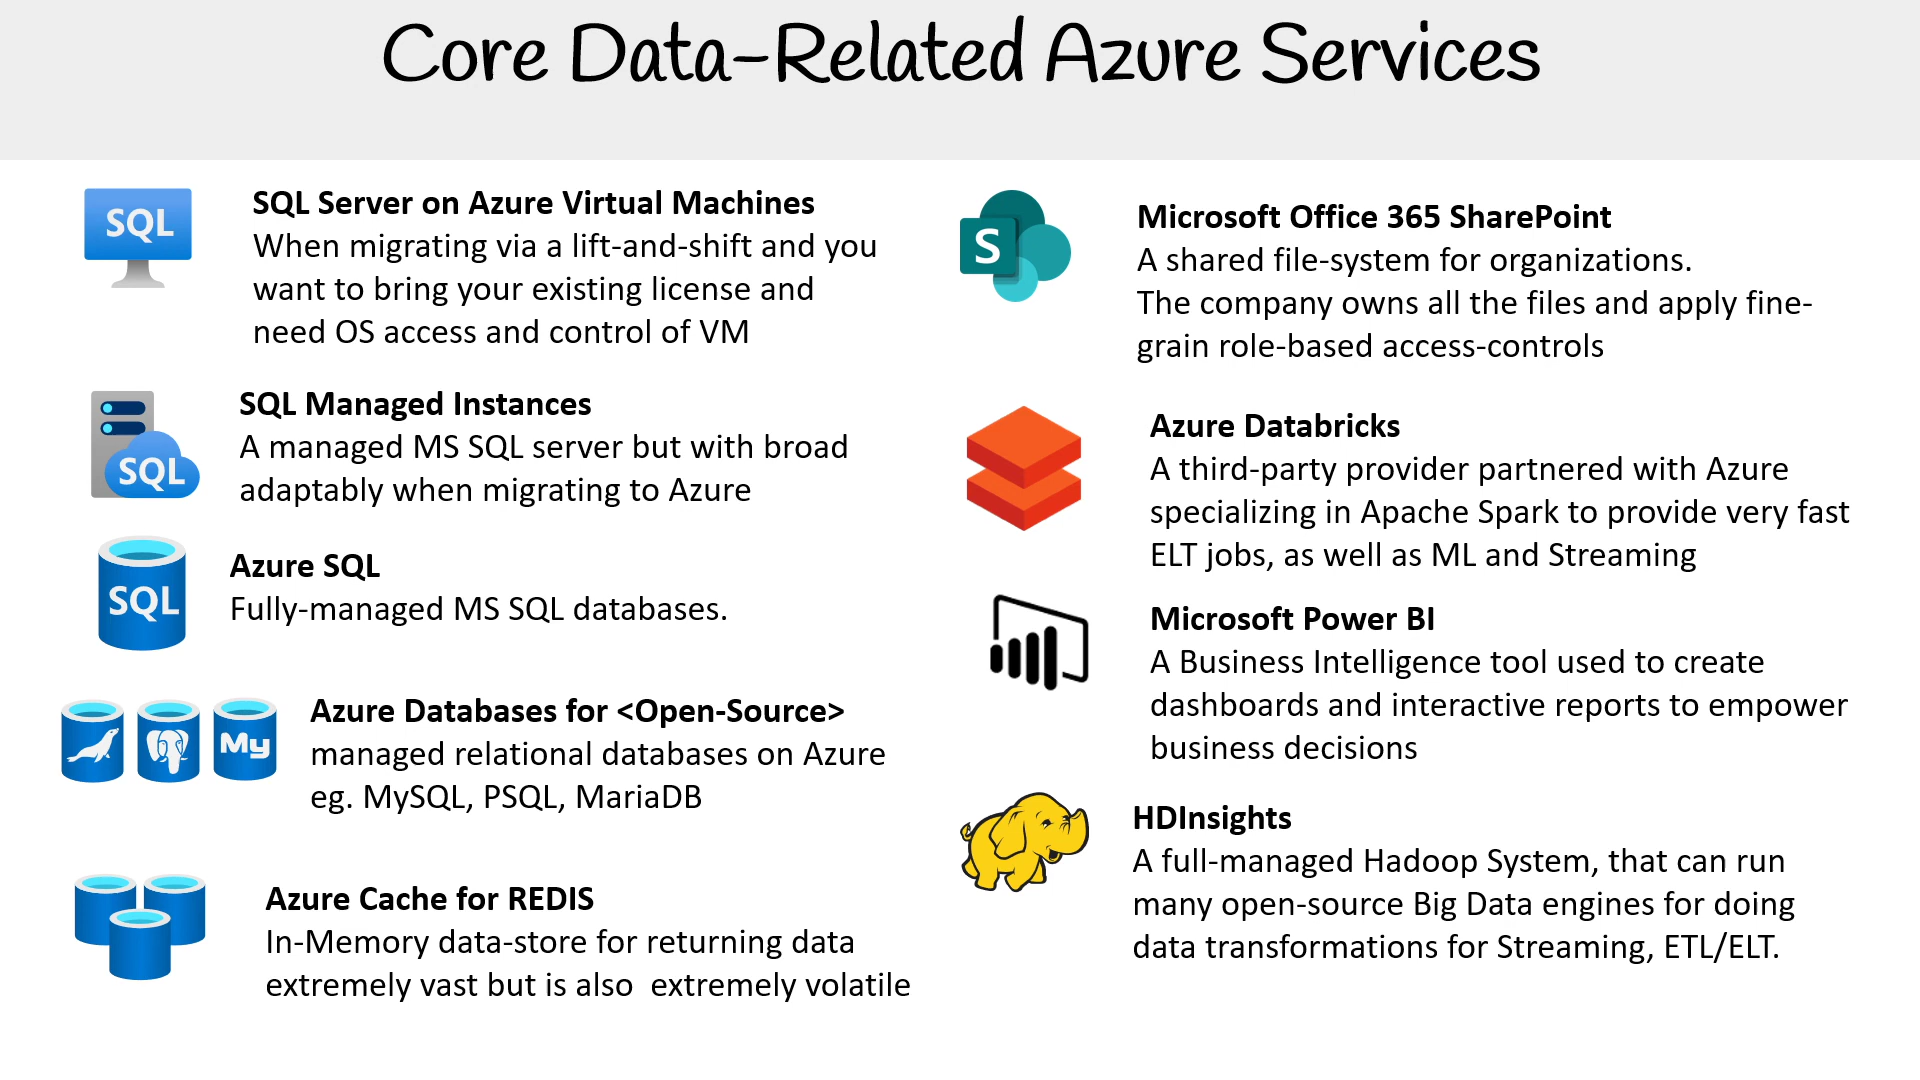 Core Data-Related Azure Services
SQL
SQL Server on Azure Virtual Machines
When migrating via a lift-and-shift and you
want to bring your existing license and
need OS access and control of VM
SQL
SQL Managed Instances
A managed MS SQL server but with broad
adaptably when migrating to Azure
SQL
Azure SQL
Fully-managed MS SQL databases.
My
Azure Databases for <Open-Source>
managed relational databases on Azure
eg. MySQL, PSQL, MariaDB
Azure Cache for REDIS
In-Memory data-store for returning data
extremely vast but is also  extremely volatile
S
Microsoft Office 365 SharePoint
A shared file-system for organizations.
The company owns all the files and apply fine-
grain role-based access-controls
Azure Databricks
A third-party provider partnered with Azure
specializing in Apache Spark to provide very fast
ELT jobs, as well as ML and Streaming
Microsoft Power BI
A Business Intelligence tool used to create
dashboards and interactive reports to empower
business decisions
HDInsights
A full-managed Hadoop System, that can run
many open-source Big Data engines for doing
data transformations for Streaming, ETL/ELT.